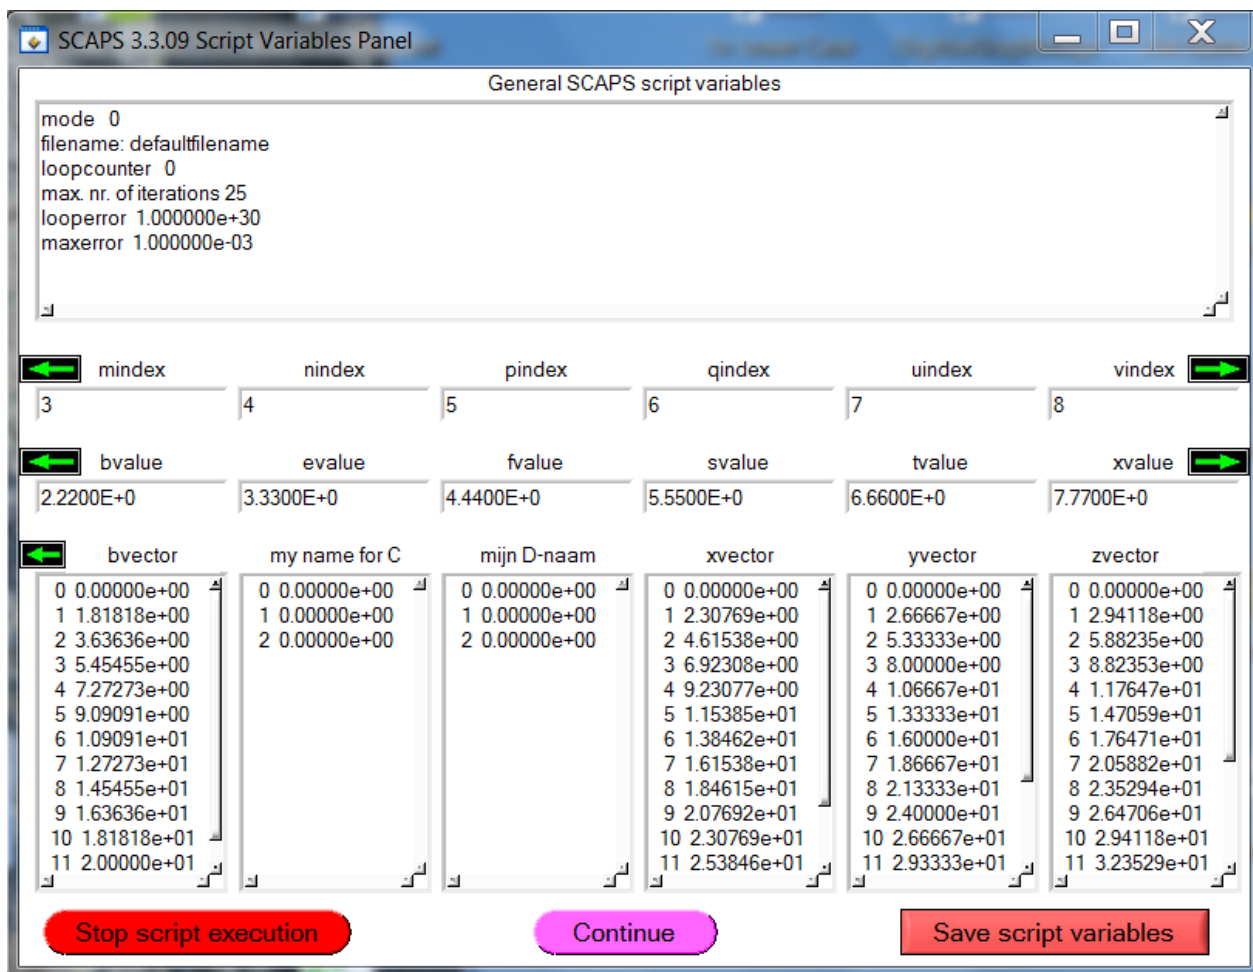 SCAPS 3.3.09 Script Variables Panel
General SCAPS script variables
mode 0
filename: defaultfilename
loopcounter 0
max. nr. of iterations 25
looperror 1.000000e+30
maxerror 1.000000e-03
mindex nindex pindex qindex uindex vindex
3 4 5 6 7 8
bvalue evalue fvalue svalue tvalue xvalue
2.2200E+0 3.3300E+0 4.4400E+0 5.5500E+0 6.6600E+0 7.7700E+0
bvector my name for C mijn D-naam xvector yvector zvector
0 0.00000e+00 0 0.00000e+00 0 0.00000e+00 0 0.00000e+00 0 0.00000e+00 0 0.00000e+00
1 1.81818e+00 1 0.00000e+00 1 0.00000e+00 1 2.30769e+00 1 2.66667e+00 1 2.94118e+00
2 3.63636e+00 2 0.00000e+00 2 0.00000e+00 2 4.61538e+00 2 5.33333e+00 2 5.88235e+00
3 5.45455e+00 3 6.92308e+00 3 8.00000e+00 3 8.82353e+00
4 7.27273e+00 4 9.23077e+00 4 1.06667e+01 4 1.17647e+01
5 9.09091e+00 5 1.15385e+01 5 1.33333e+01 5 1.47059e+01
6 1.09091e+01 6 1.38462e+01 6 1.60000e+01 6 1.76471e+01
7 1.27273e+01 7 1.61538e+01 7 1.86667e+01 7 2.05882e+01
8 1.45455e+01 8 1.84615e+01 8 2.13333e+01 8 2.35294e+01
9 1.63636e+01 9 2.07692e+01 9 2.40000e+01 9 2.64706e+01
10 1.81818e+01 10 2.30769e+01 10 2.66667e+01 10 2.94118e+01
11 2.00000e+01 11 2.53846e+01 11 2.93333e+01 11 3.23529e+01
Stop script execution Continue Save script variables